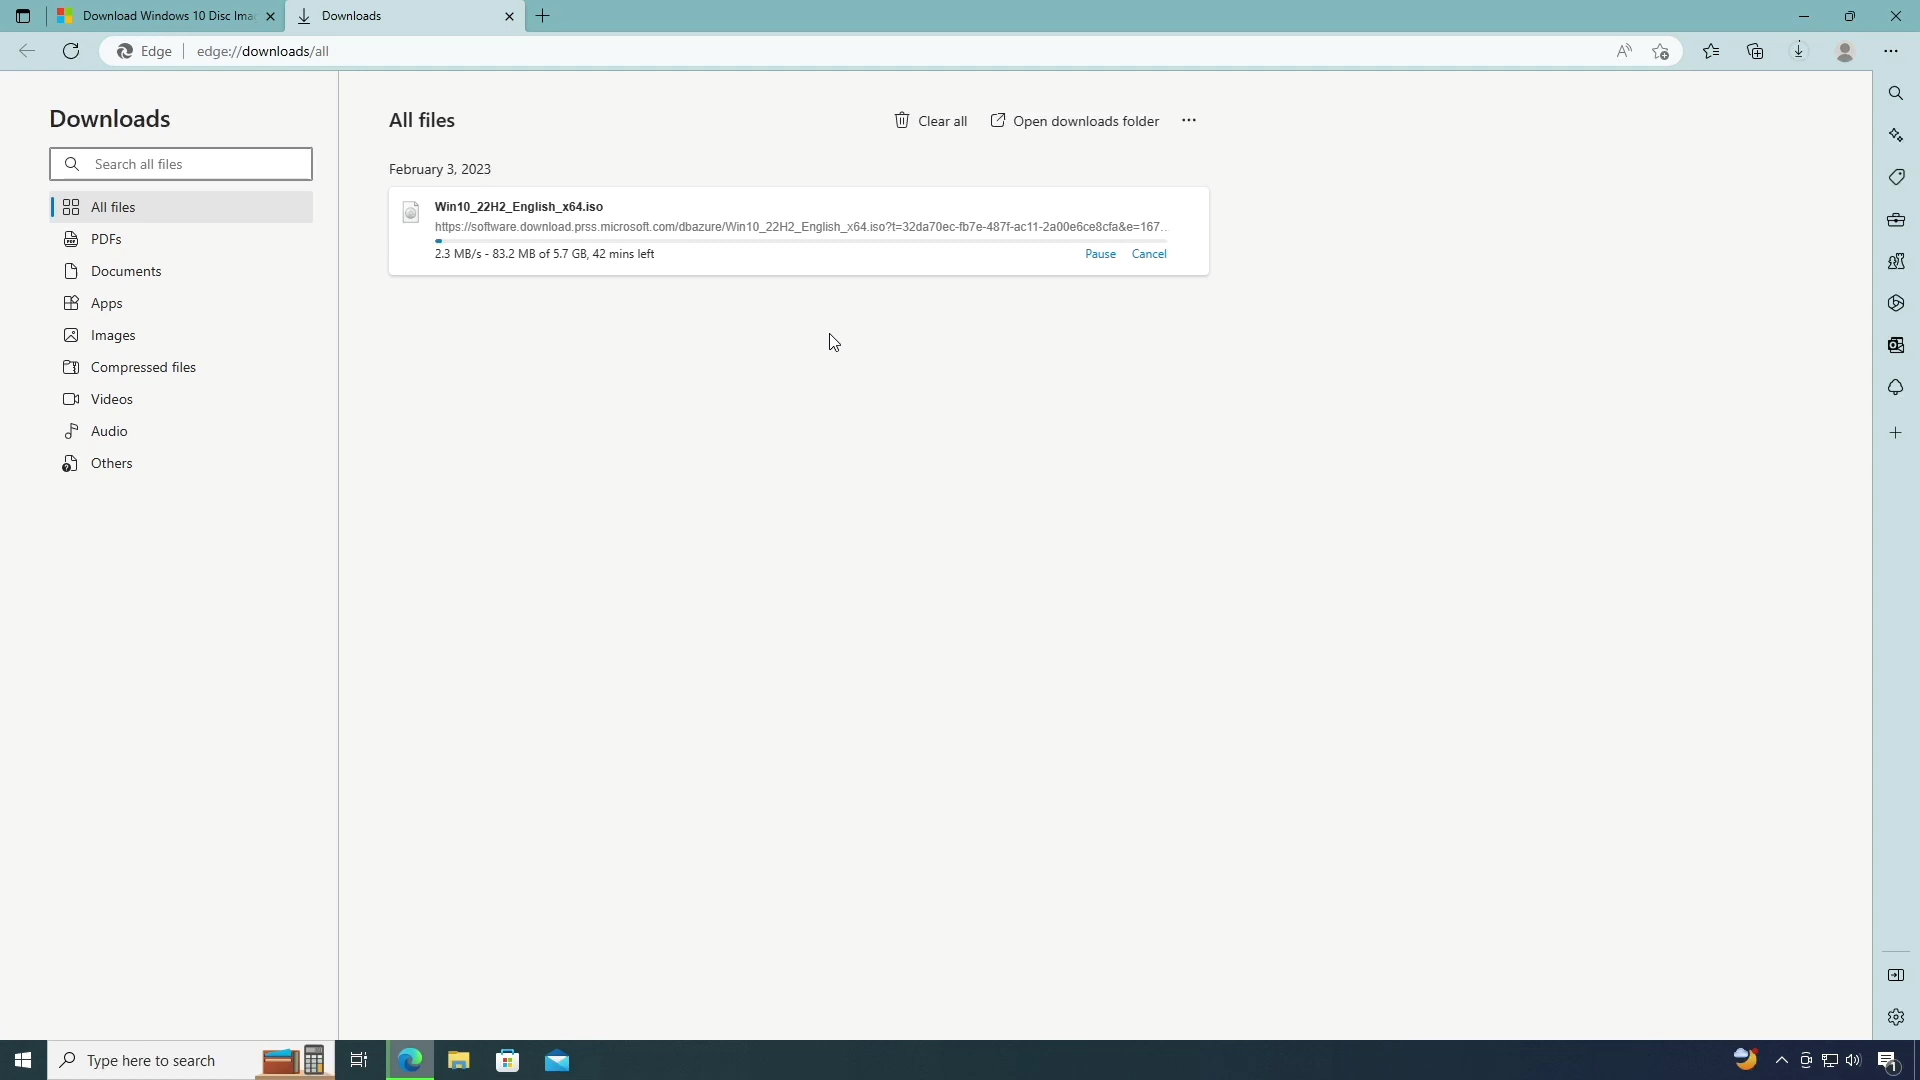 Download Windows 10 Disc Ima
Downloads
Edge
edge://downloads/all
Downloads
Search all files
All files
PDFs
Documents
Apps
Images
Compressed files
Videos
Audio
Others
All files
Clear all
Open downloads folder
February 3, 2023
Win10_22H2_English_x64.iso
https://software.download.prss.microsoft.com/dbazure/Win10_22H2_English_x64.iso?t=32da70ec-fb7e-487f-ac11-2a00e6ce8cfa&e=167...
2.3 MB/s - 83.2 MB of 5.7 GB, 42 mins left
Pause
Cancel
Type here to search
1